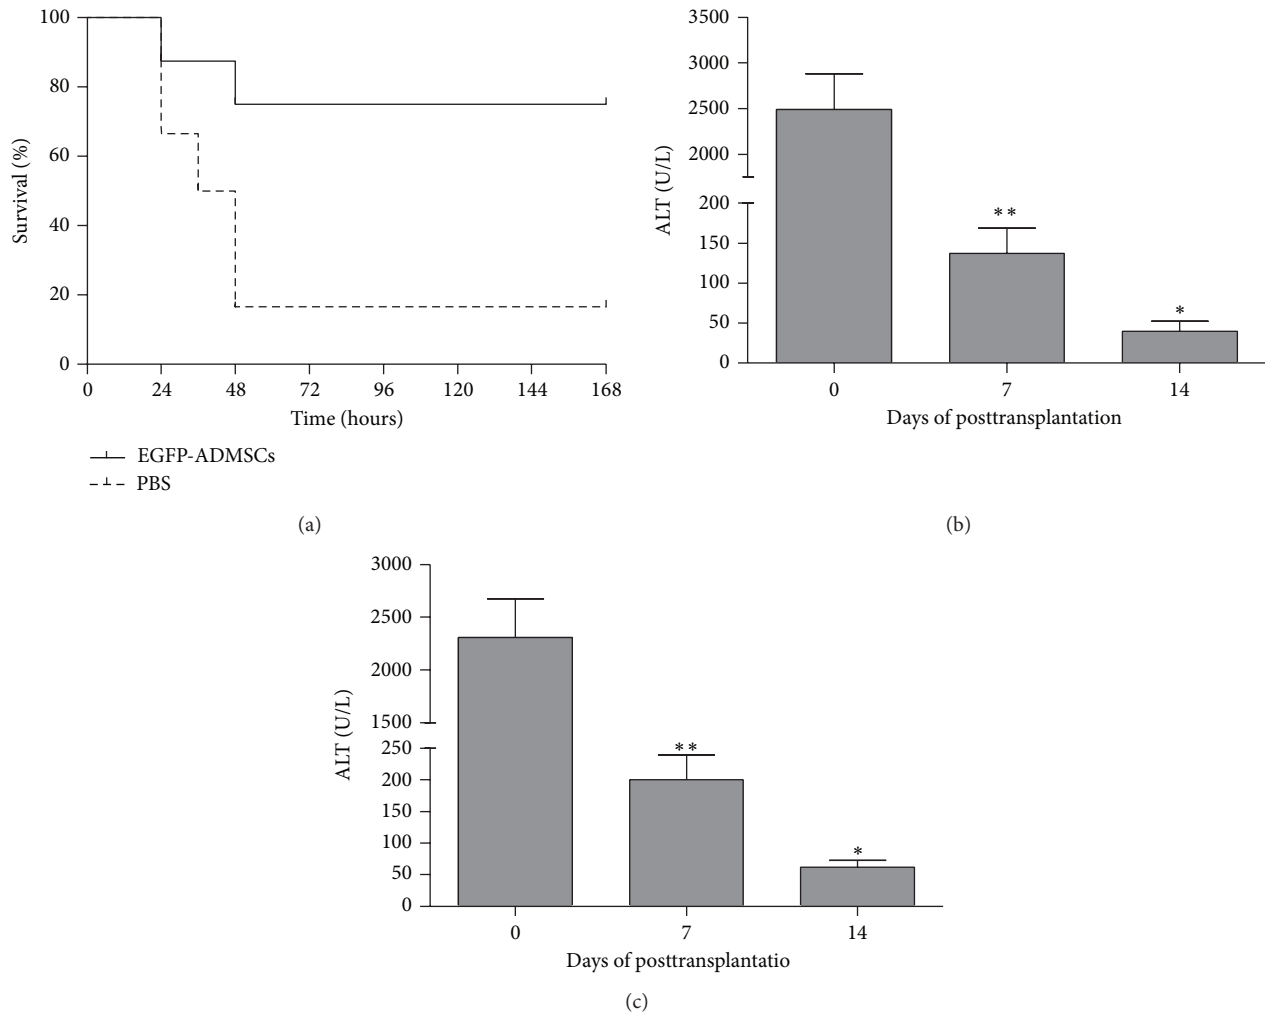 100
80
60
40
20
0
Survival (%)
0 24 48 72 96 120 144 168
Time (hours)
EGFP-ADMSCs
PBS
(a)
3500
3000
2500
2000
200
150
100
50
0
ALT (U/L)
**
*
0 7 14
Days of posttransplantation
(b)
3000
2500
2000
1500
250
200
150
100
50
0
ALT (U/L)
**
*
0 7 14
Days of posttransplantatio
(c)